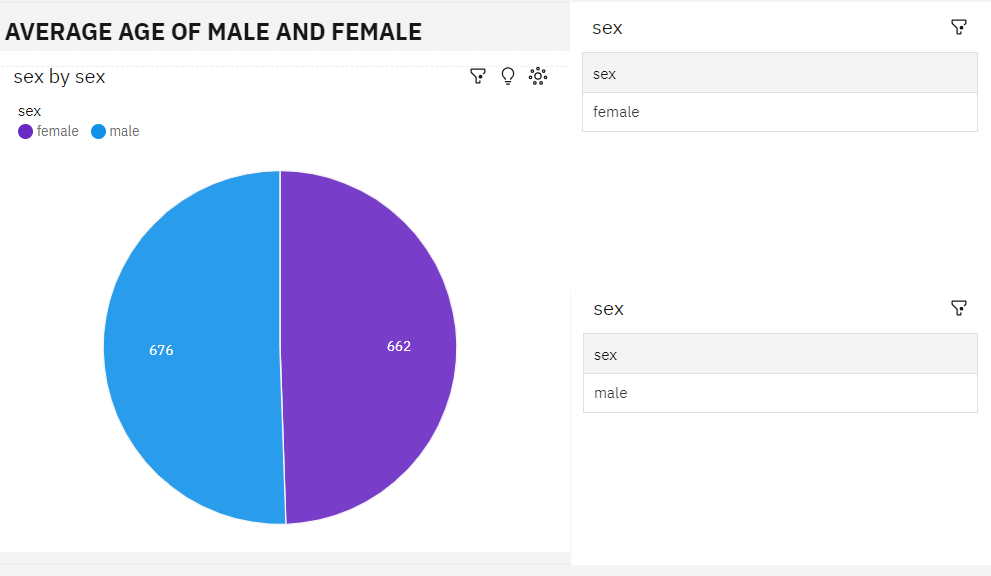 AVERAGE AGE OF MALE AND FEMALE
sex by sex
sex
female male
676
662
sex
sex
female
sex
sex
male